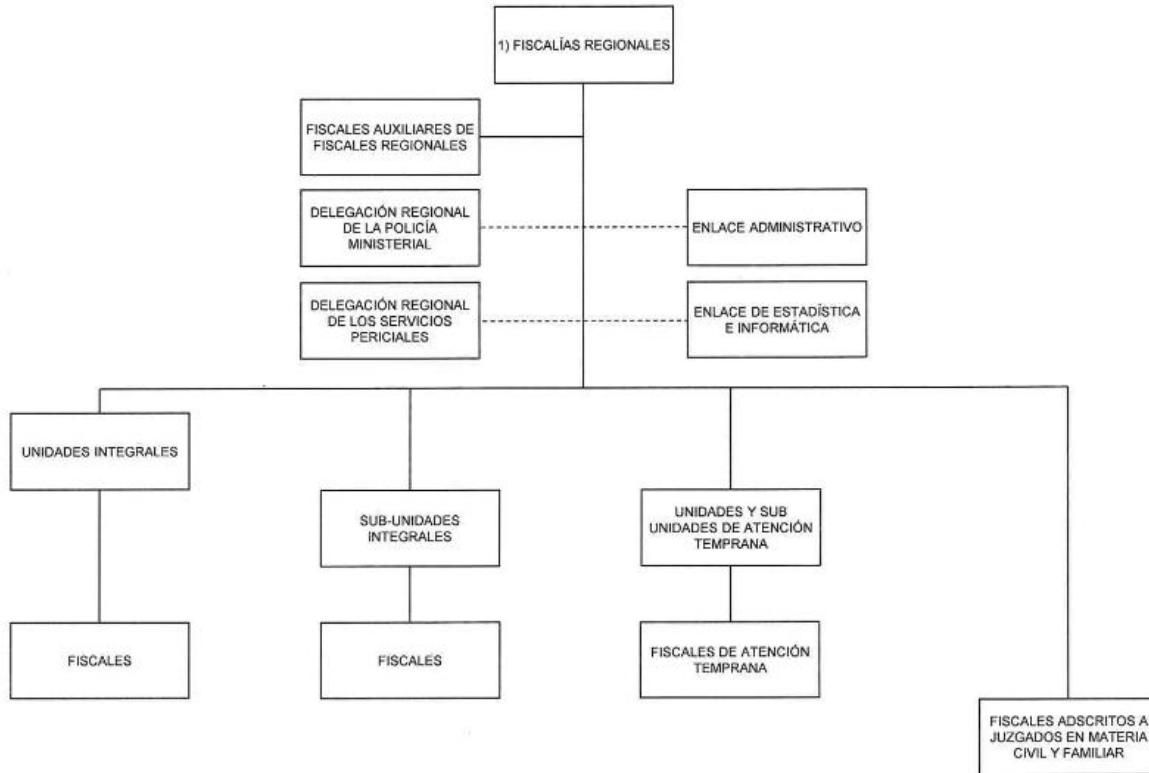 1) FISCALÍAS REGIONALES
FISCALES AUXILIARES DE
FISCALES REGIONALES
DELEGACIÓN REGIONAL
DE LA POLICÍA
MINISTERIAL
ENLACE ADMINISTRATIVO
DELEGACIÓN REGIONAL
DE LOS SERVICIOS
PERICIALES
ENLACE DE ESTADÍSTICA
E INFORMÁTICA
UNIDADES INTEGRALES
SUB-UNIDADES
INTEGRALES
UNIDADES Y SUB
UNIDADES DE ATENCIÓN
TEMPRANA
FISCALES
FISCALES
FISCALES DE ATENCIÓN
TEMPRANA
FISCALES ADSCRITOS A
JUZGADOS EN MATERIA
CIVIL Y FAMILIAR